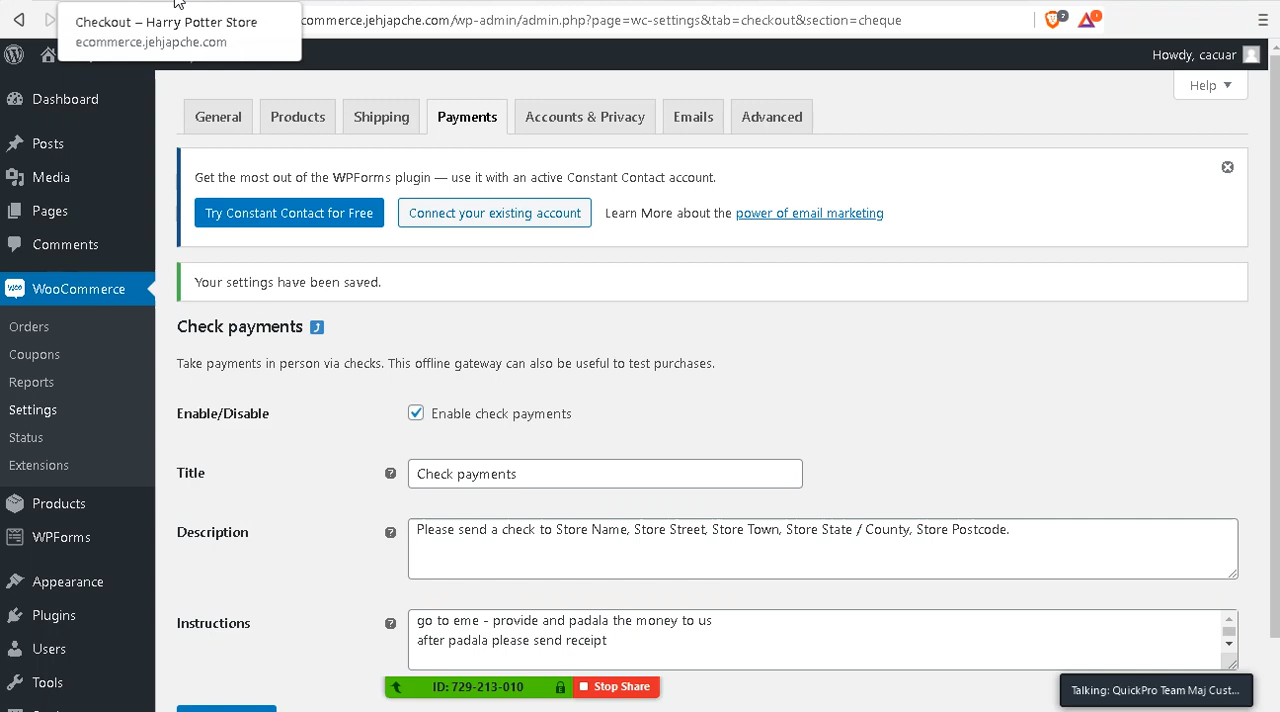 Checkout – Harry Potter Store
ecommerce.jehjapche.com
commerce.jehjapche.com/wp-admin/admin.php?page=wc-settings&tab=checkout&section=cheque
2
1
Howdy, cacuar
Help
Dashboard
Posts
Media
Pages
Comments
WooCommerce
Orders
Coupons
Reports
Settings
Status
Extensions
Products
WPForms
Appearance
Plugins
Users
Tools
General Products Shipping Payments Accounts & Privacy Emails Advanced
Get the most out of the WPForms plugin — use it with an active Constant Contact account.
Try Constant Contact for Free Connect your existing account Learn More about the power of email marketing
Your settings have been saved.
Check payments
Take payments in person via checks. This offline gateway can also be useful to test purchases.
Enable/Disable Enable check payments
Title Check payments
Description Please send a check to Store Name, Store Street, Store Town, Store State / County, Store Postcode.
Instructions go to eme - provide and padala the money to us
after padala please send receipt
ID: 729-213-010 Stop Share
Talking: QuickPro Team Maj Cust...